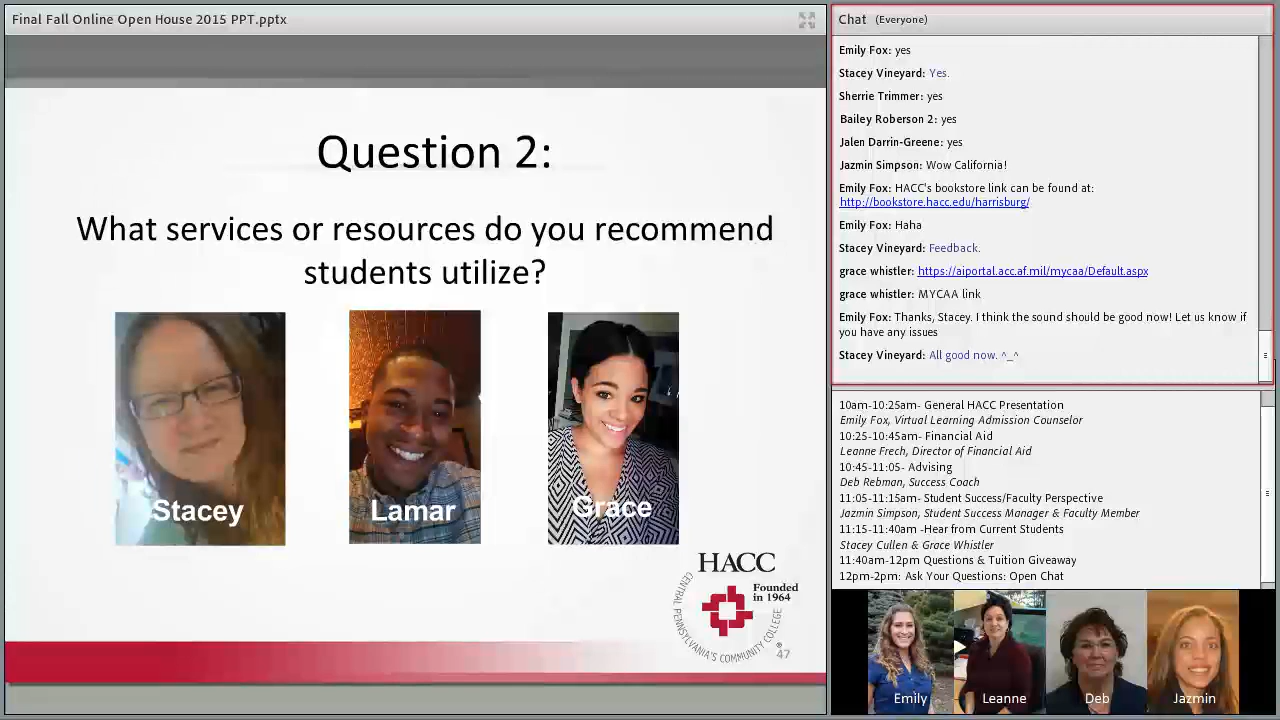 Final Fall Online Open House 2015 PPT.pptx
Question 2:
What services or resources do you recommend
students utilize?
Stacey
Lamar
Grace
HACC
Founded
in 1964
CENTRAL PENNSYLVANIA'S COMMUNITY COLLEGE
®
47
Chat (Everyone)
Emily Fox: yes
Stacey Vineyard: Yes.
Sherrie Trimmer: yes
Bailey Roberson 2: yes
Jalen Darrin-Greene: yes
Jazmin Simpson: Wow California!
Emily Fox: HACC's bookstore link can be found at:
http://bookstore.hacc.edu/harrisburg/
Emily Fox: Haha
Stacey Vineyard: Feedback.
grace whistler: https://aiportal.acc.af.mil/mycaa/Default.aspx
grace whistler: MYCAA link
Emily Fox: Thanks, Stacey. I think the sound should be good now! Let us know if
you have any issues
Stacey Vineyard: All good now. ^_^
10am-10:25am- General HACC Presentation
Emily Fox, Virtual Learning Admission Counselor
10:25-10:45am- Financial Aid
Leanne Frech, Director of Financial Aid
10:45-11:05- Advising
Deb Rebman, Success Coach
11:05-11:15am- Student Success/Faculty Perspective
Jazmin Simpson, Student Success Manager & Faculty Member
11:15-11:40am -Hear from Current Students
Stacey Cullen & Grace Whistler
11:40am-12pm Questions & Tuition Giveaway
12pm-2pm: Ask Your Questions: Open Chat
Emily
Leanne
Deb
Jazmin